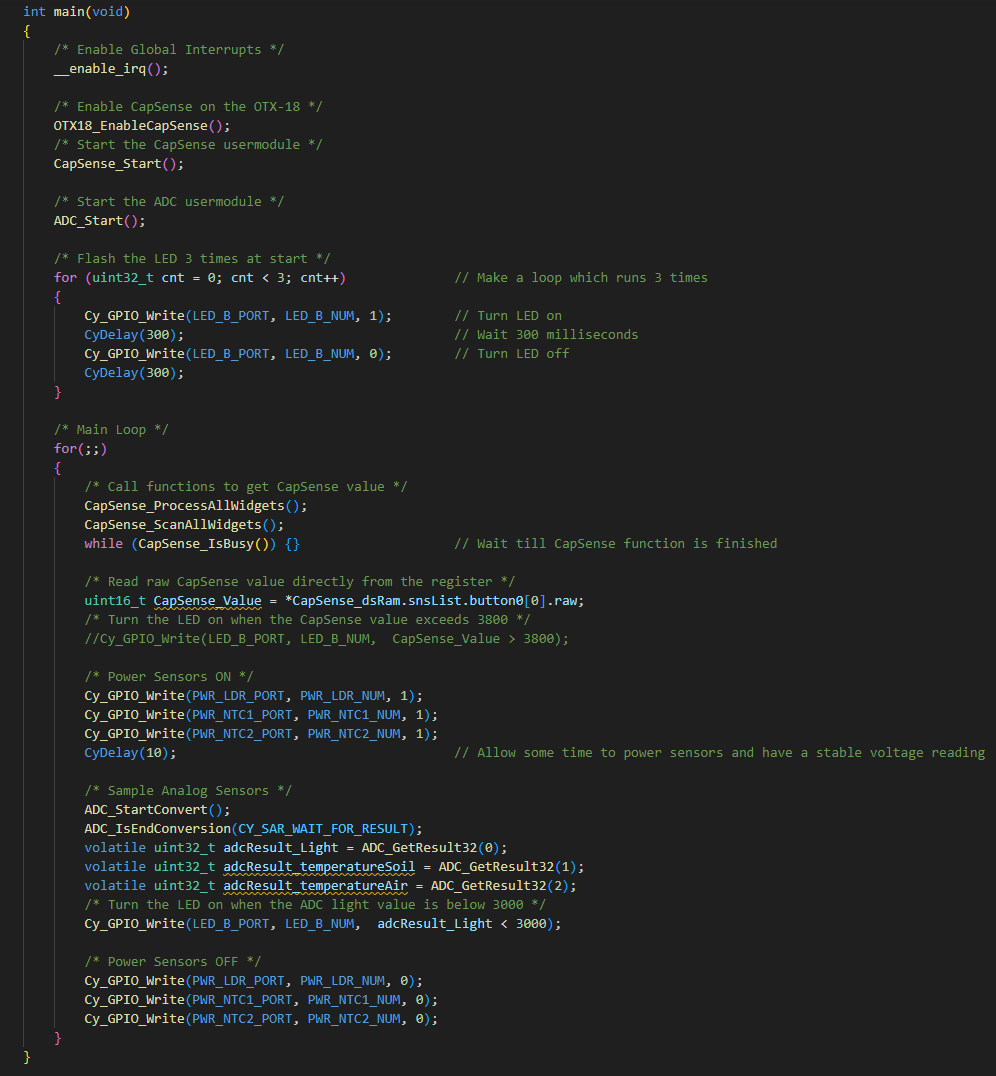 int main(void)
{
    /* Enable Global Interrupts */
    __enable_irq();

    /* Enable CapSense on the OTX-18 */
    OTX18_EnableCapSense();
    /* Start the CapSense usermodule */
    CapSense_Start();

    /* Start the ADC usermodule */
    ADC_Start();

    /* Flash the LED 3 times at start */
    for (uint32_t cnt = 0; cnt < 3; cnt++)              // Make a loop which runs 3 times
    {
        Cy_GPIO_Write(LED_B_PORT, LED_B_NUM, 1);        // Turn LED on
        CyDelay(300);                                   // Wait 300 milliseconds
        Cy_GPIO_Write(LED_B_PORT, LED_B_NUM, 0);        // Turn LED off
        CyDelay(300);
    }

    /* Main Loop */
    for(;;)
    {
        /* Call functions to get CapSense value */
        CapSense_ProcessAllWidgets();
        CapSense_ScanAllWidgets();
        while (CapSense_IsBusy()) {}                    // Wait till CapSense function is finished

        /* Read raw CapSense value directly from the register */
        uint16_t CapSense_Value = *CapSense_dsRam.snsList.button0[0].raw;
        /* Turn the LED on when the CapSense value exceeds 3800 */
        //Cy_GPIO_Write(LED_B_PORT, LED_B_NUM,  CapSense_Value > 3800);

        /* Power Sensors ON */
        Cy_GPIO_Write(PWR_LDR_PORT, PWR_LDR_NUM, 1);
        Cy_GPIO_Write(PWR_NTC1_PORT, PWR_NTC1_NUM, 1);
        Cy_GPIO_Write(PWR_NTC2_PORT, PWR_NTC2_NUM, 1);
        CyDelay(10);                                    // Allow some time to power sensors and have a stable voltage reading

        /* Sample Analog Sensors */
        ADC_StartConvert();
        ADC_IsEndConversion(CY_SAR_WAIT_FOR_RESULT);
        volatile uint32_t adcResult_Light = ADC_GetResult32(0);
        volatile uint32_t adcResult_temperatureSoil = ADC_GetResult32(1);
        volatile uint32_t adcResult_temperatureAir = ADC_GetResult32(2);
        /* Turn the LED on when the ADC light value is below 3000 */
        Cy_GPIO_Write(LED_B_PORT, LED_B_NUM,  adcResult_Light < 3000);

        /* Power Sensors OFF */
        Cy_GPIO_Write(PWR_LDR_PORT, PWR_LDR_NUM, 0);
        Cy_GPIO_Write(PWR_NTC1_PORT, PWR_NTC1_NUM, 0);
        Cy_GPIO_Write(PWR_NTC2_PORT, PWR_NTC2_NUM, 0);
    }
}